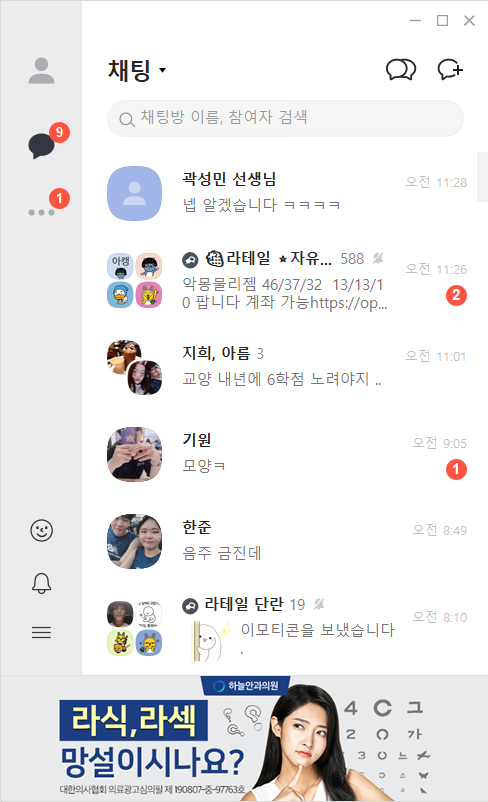 채팅
채팅방 이름, 참여자 검색
9
1
곽성민 선생님
오전 11:28
넵 알겠습니다 ㅋㅋㅋㅋ
아캥
라테일 ★자유... 588
오전 11:26
악몽물리젬 46/37/32 13/13/1
0 팝니다 계좌 가능https://op...
2
지희, 아름 3
오전 11:01
교양 내년에 6학점 노려야지 ..
기원
오전 9:05
모양ㅋ
1
한준
오전 8:49
음주 금진데
라테일 단란 19
오전 8:10
이모티콘을 보냈습니다
.
하늘안과의원
라식,라섹
망설이시나요?
대한의사협회 의료광고심의필 제 190807-중-97763호
4 C 그
2 O 가
3